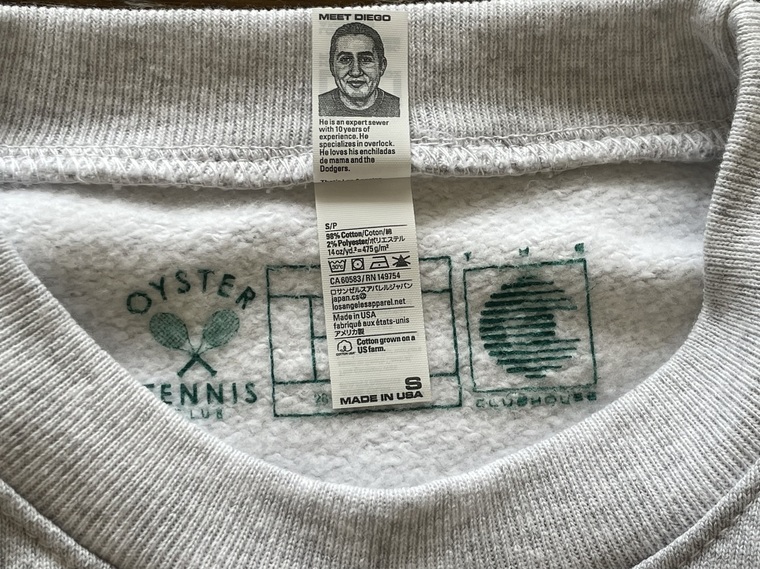 MEET DIEGO
He is an expert sewer
with 10 years of
experience. He
specializes in overlock.
He loves his enchiladas
de mama and the
Dodgers.
S/P
98% Cotton/Coton/綿
2% Polyester/ポリエステル
14 oz/yd.²=475 g/m²
CA 60583/RN 149754
ロサンゼルスアパレルジャパン
japan.cs@
losangelesapparel.net
Made in USA
fabriqué aux états-unis
アメリカ製
Cotton grown on a
US farm.
S
MADE IN USA
OYSTER
TENNIS
CLUB
THE
CLUBHOUSE